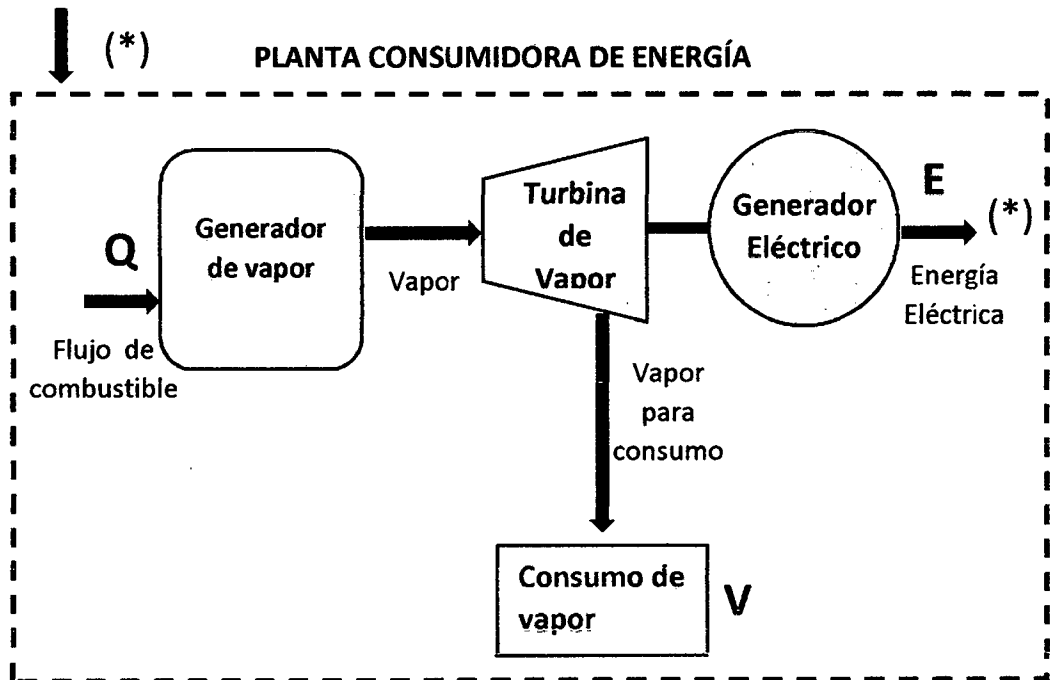 (*)
PLANTA CONSUMIDORA DE ENERGÍA
Generador
de vapor
Q
Flujo de
combustible
Vapor
Turbina
de
Vapor
Generador
Eléctrico
E
(*)
Energía
Eléctrica
Vapor
para
consumo
Consumo de
vapor
V